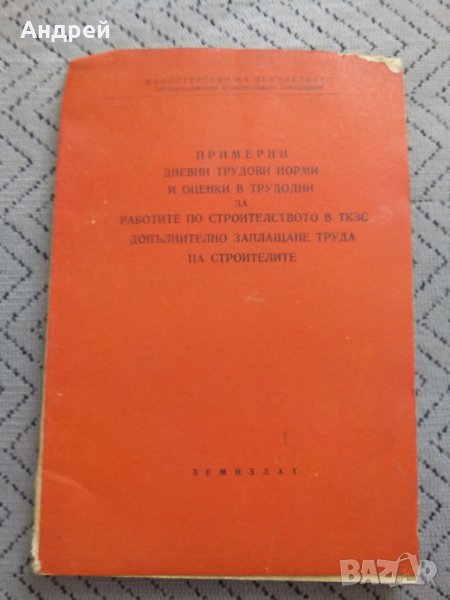 Андрей
МИНИСТЕРСТВО НА ЗЕМЕДЕЛИЕТО
ПРИМЕРНИ
ДНЕВНИ ТРУДОВИ НОРМИ
И ОЦЕНКИ В ТРУДОДНИ
ЗА
РАБОТИТЕ ПО СТРОИТЕЛСТВОТО В ТКЗС
ДОПЪЛНИТЕЛНО ЗАПЛАЩАНЕ ТРУДА
НА СТРОИТЕЛИТЕ
ЗЕМИЗДАТ
BAZAR